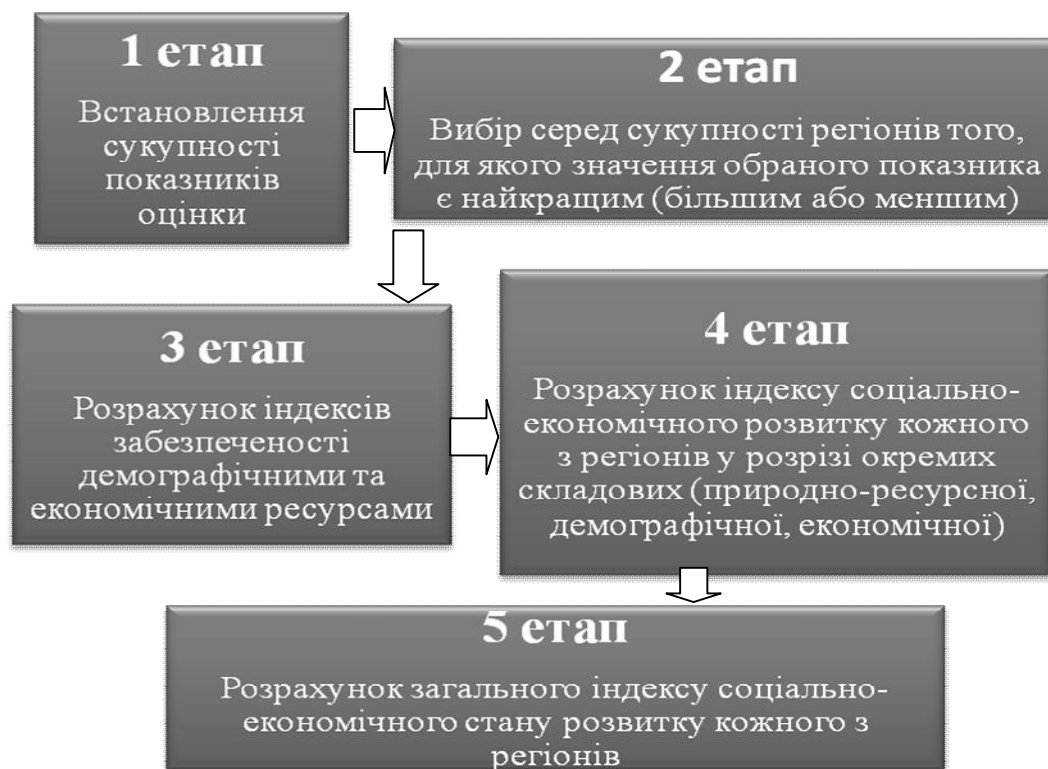 1 етап
Встановлення
сукупності
показників
оцінки
2 етап
Вибір серед сукупності регіонів того,
для якого значення обраного показника
є найкращим (більшим або меншим)
3 етап
Розрахунок індексів
забезпеченості
демографічними та
економічними ресурсами
4 етап
Розрахунок індексу соціально-
економічного розвитку кожного
з регіонів у розрізі окремих
складових (природно-ресурсної,
демографічної, економічної)
5 етап
Розрахунок загального індексу соціально-
економічного стану розвитку кожного з
регіонів